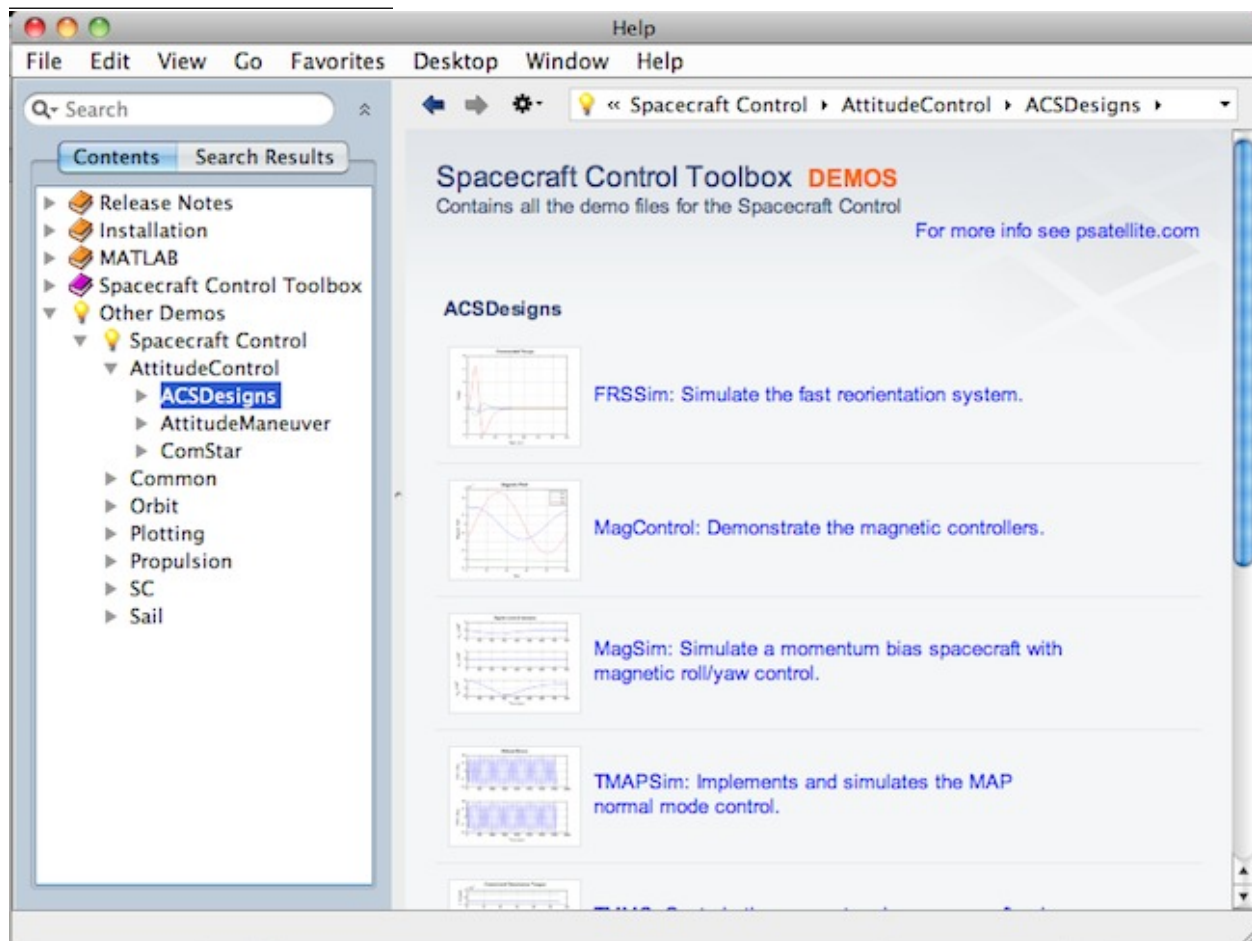 Help
File Edit View Go Favorites Desktop Window Help
Search
Contents Search Results
Release Notes
Installation
MATLAB
Spacecraft Control Toolbox
Other Demos
Spacecraft Control
AttitudeControl
ACSDesigns
AttitudeManeuver
ComStar
Common
Orbit
Plotting
Propulsion
SC
Sail
« Spacecraft Control ▸ AttitudeControl ▸ ACSDesigns ▸
Spacecraft Control Toolbox DEMOS
Contains all the demo files for the Spacecraft Control
For more info see psatellite.com
ACSDesigns
FRSSim: Simulate the fast reorientation system.
MagControl: Demonstrate the magnetic controllers.
MagSim: Simulate a momentum bias spacecraft with
magnetic roll/yaw control.
TMAPSim: Implements and simulates the MAP
normal mode control.